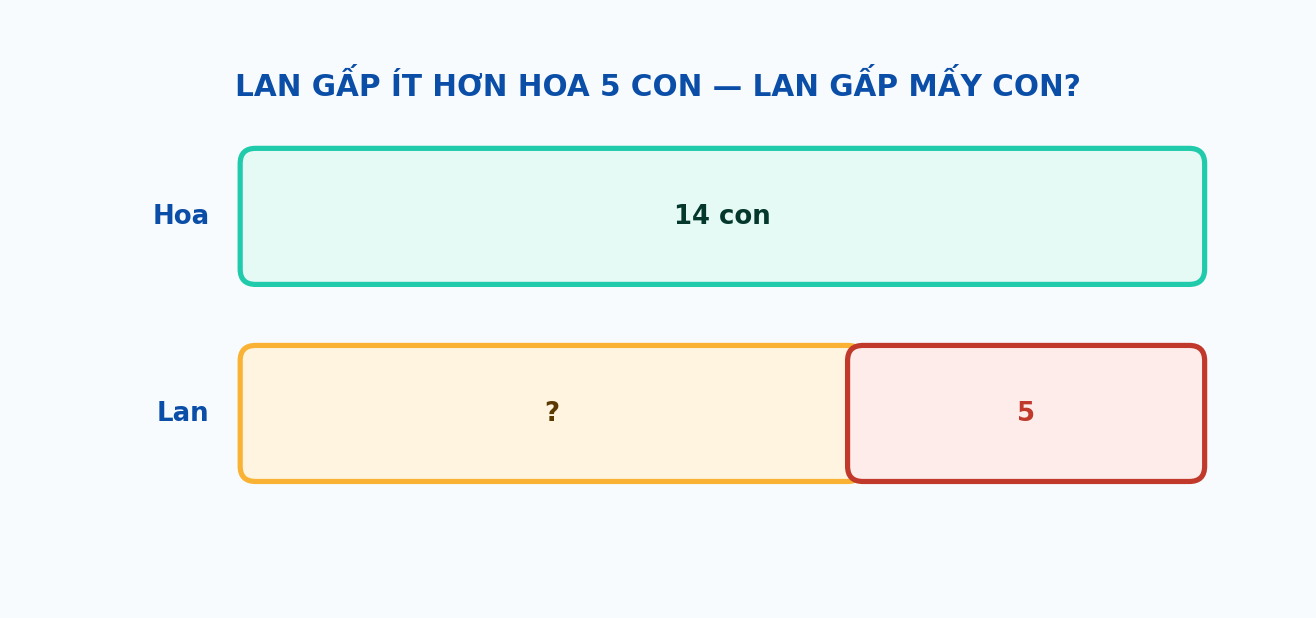 LAN GẤP ÍT HƠN HOA 5 CON — LAN GẤP MẤY CON?
Hoa
14 con
Lan
?
5